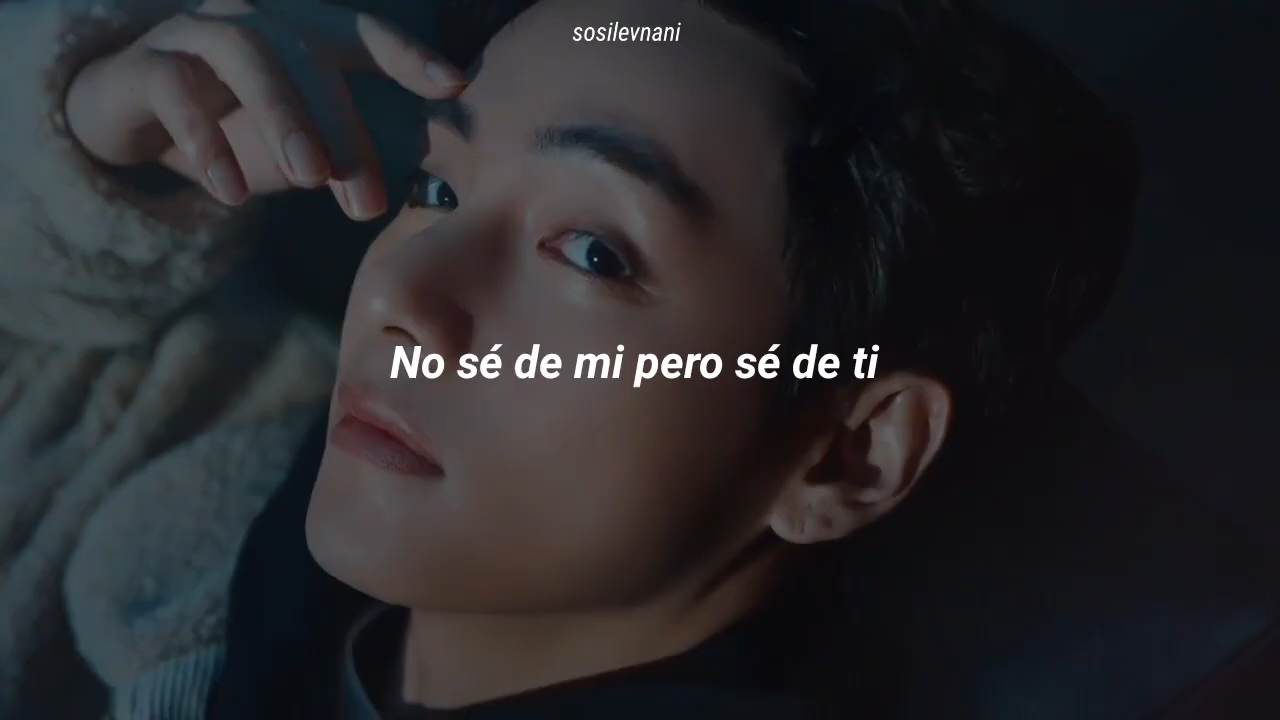 sosilevnani
No sé de mi pero sé de ti